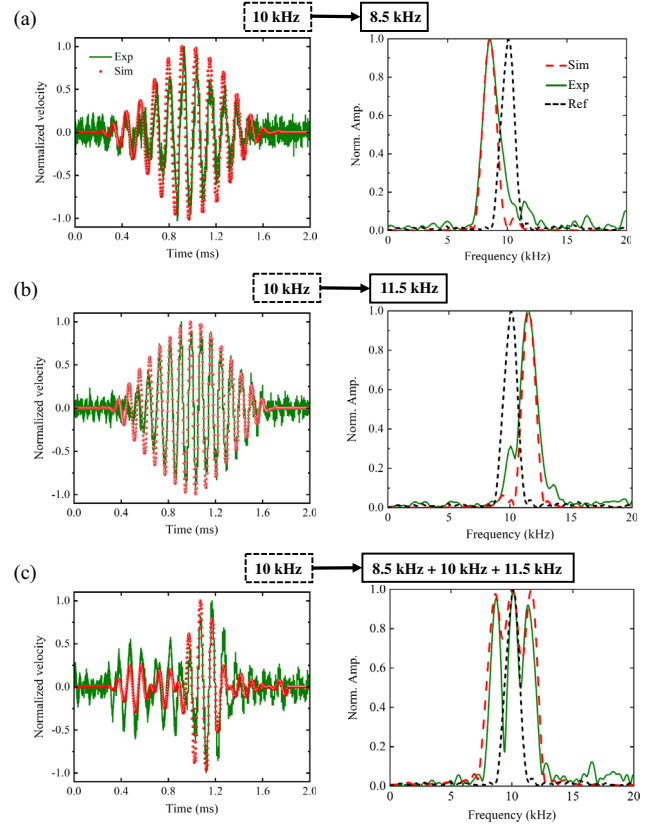 (a)
10 kHz
8.5 kHz
Normalized velocity
1.0
0.5
0.0
-0.5
-1.0
Exp
Sim
0.0 0.4 0.8 1.2 1.6 2.0
Time (ms)
Norm. Amp.
1.0
0.8
0.6
0.4
0.2
0.0
Sim
Exp
Ref
0 5 10 15 20
Frequency (kHz)
(b)
10 kHz
11.5 kHz
Normalized velocity
1.0
0.5
0.0
-0.5
-1.0
0.0 0.4 0.8 1.2 1.6 2.0
Time (ms)
Norm. Amp.
1.0
0.8
0.6
0.4
0.2
0.0
0 5 10 15 20
Frequency (kHz)
(c)
10 kHz
8.5 kHz + 10 kHz + 11.5 kHz
Normalized velocity
1.0
0.5
0.0
-0.5
-1.0
0.0 0.4 0.8 1.2 1.6 2.0
Time (ms)
Norm. Amp.
1.0
0.8
0.6
0.4
0.2
0.0
0 5 10 15 20
Frequency (kHz)